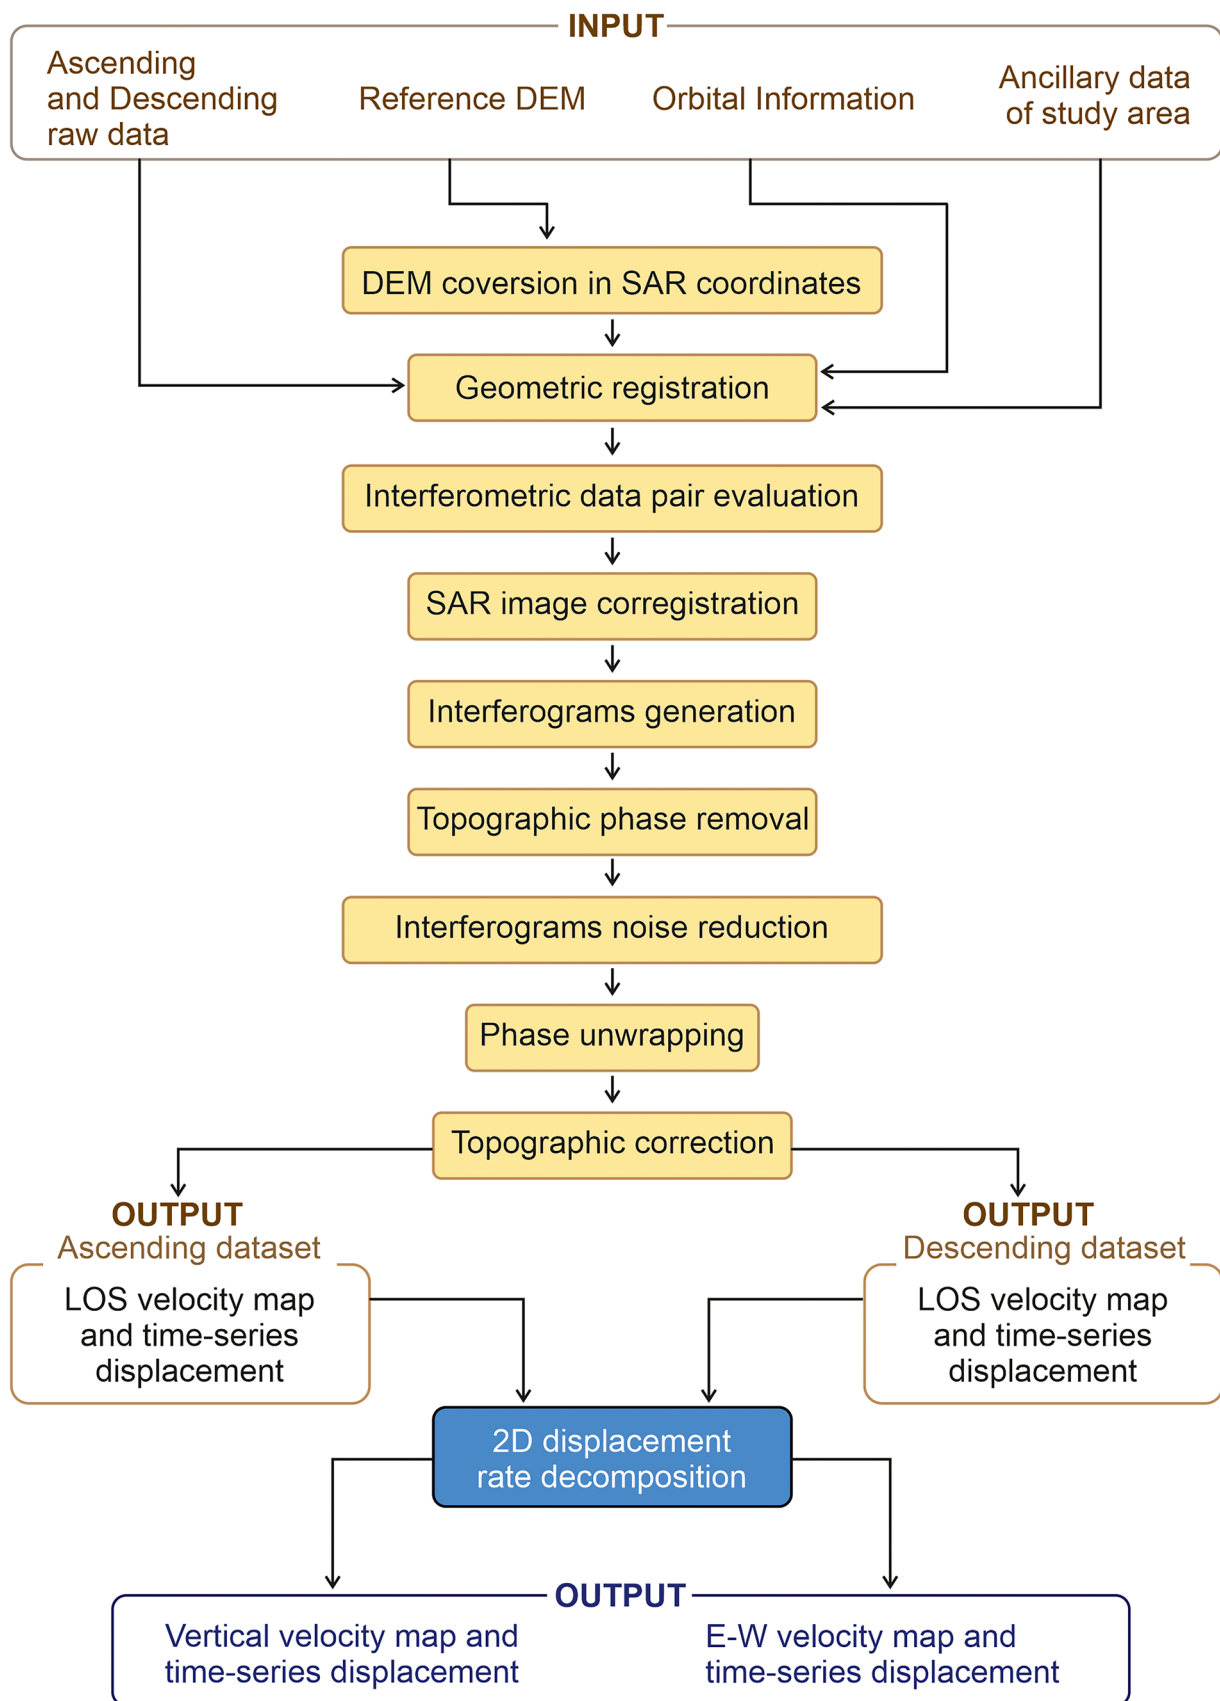 INPUT
Ascending
and Descending
raw data
Reference DEM
Orbital Information
Ancillary data
of study area
DEM coversion in SAR coordinates
Geometric registration
Interferometric data pair evaluation
SAR image corregistration
Interferograms generation
Topographic phase removal
Interferograms noise reduction
Phase unwrapping
Topographic correction
OUTPUT
Ascending dataset
LOS velocity map
and time-series
displacement
OUTPUT
Descending dataset
LOS velocity map
and time-series
displacement
2D displacement
rate decomposition
OUTPUT
Vertical velocity map and
time-series displacement
E-W velocity map and
time-series displacement